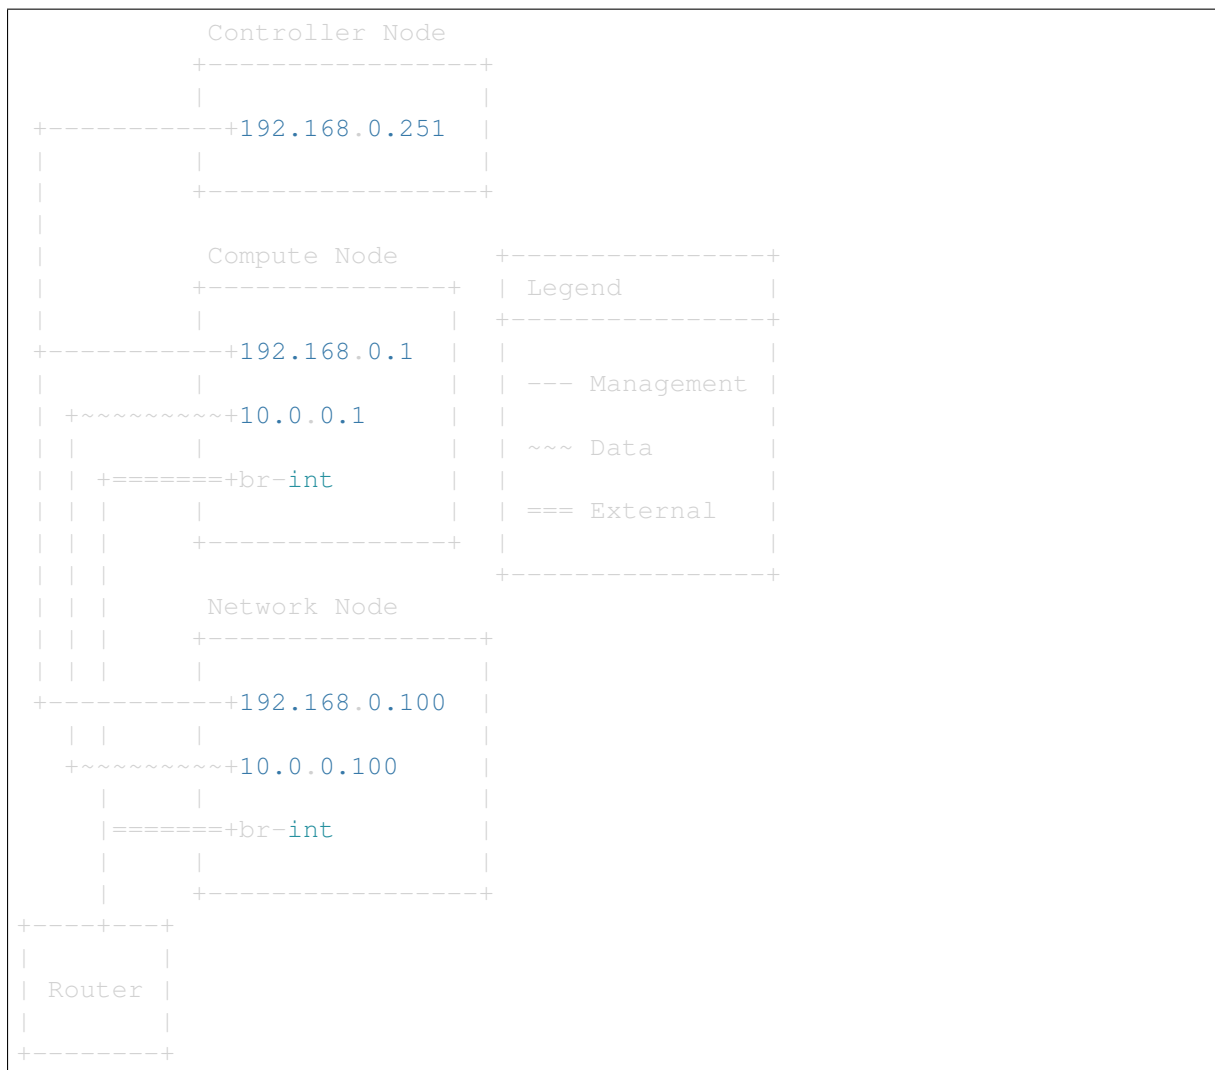 Controller Node
           +-----------------+
           |                 |
 +-----------+192.168.0.251  |
 |         |                 |
 |         +-----------------+
 |
 |          Compute Node      +----------------+
 |         +---------------+  | Legend         |
 |         |               |  +----------------+
 +-----------+192.168.0.1  |  |                |
 |         |               |  | --- Management |
 | +~~~~~~~~~+10.0.0.1     |  |                |
 | |       |               |  | ~~~ Data       |
 | | +=======+br-int       |  |                |
 | | |     |               |  | === External   |
 | | |     +---------------+  |                |
 | | |                        +----------------+
 | | |      Network Node
 | | |     +-----------------+
 | | |     |                 |
 +-----------+192.168.0.100  |
   | |     |                 |
   +~~~~~~~~~+10.0.0.100     |
     |     |                 |
     |=======+br-int         |
     |     |                 |
     |     +-----------------+
+----+---+
|        |
| Router |
|        |
+--------+